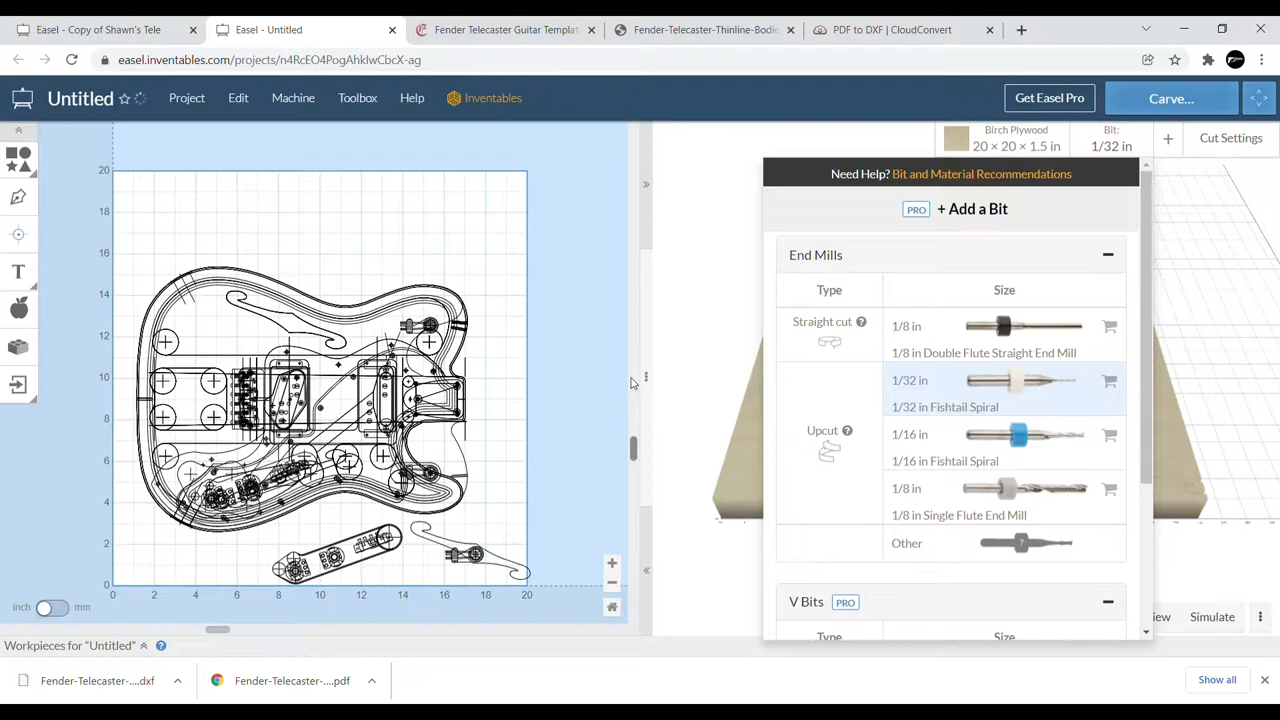 Easel - Copy of Shawn's Tele
Easel - Untitled
Fender Telecaster Guitar Templat
Fender-Telecaster-Thinline-Bodie
PDF to DXF | CloudConvert
easel.inventables.com/projects/n4RcEO4PogAhkIwCbcX-ag
Untitled
Project
Edit
Machine
Toolbox
Help
Inventables
Get Easel Pro
Carve...
Birch Plywood
20 × 20 × 1.5 in
Bit:
1/32 in
Cut Settings
Need Help? Bit and Material Recommendations
PRO + Add a Bit
End Mills
Type
Size
Straight cut
1/8 in
1/8 in Double Flute Straight End Mill
1/32 in
1/32 in Fishtail Spiral
Upcut
1/16 in
1/16 in Fishtail Spiral
1/8 in
1/8 in Single Flute End Mill
Other
V Bits PRO
Type
Size
T
20
18
16
14
12
10
8
6
4
2
0
0 2 4 6 8 10 12 14 16 18 20
inch mm
iew
Simulate
Workpieces for "Untitled"
Fender-Telecaster-....dxf
Fender-Telecaster-....pdf
Show all